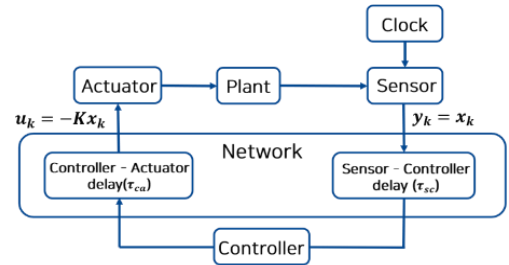 Clock
Actuator
Plant
Sensor
u_k = -Kx_k
y_k = x_k
Network
Controller - Actuator
delay(τ_ca)
Sensor - Controller
delay (τ_sc)
Controller